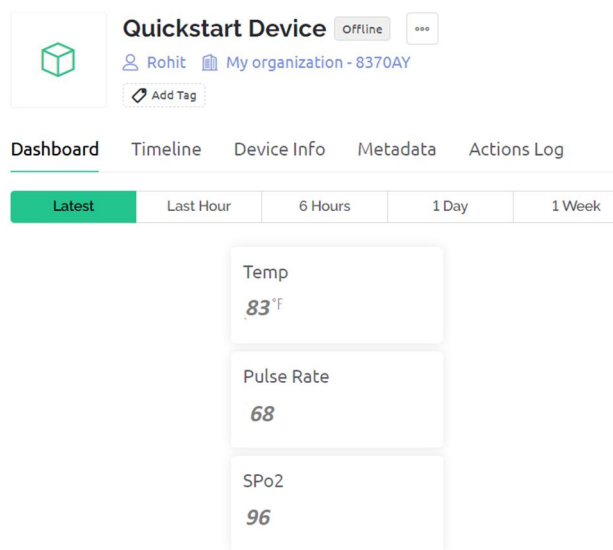 Quickstart Device Offline
Rohit My organization - 8370AY
Add Tag
Dashboard Timeline Device Info Metadata Actions Log
Latest Last Hour 6 Hours 1 Day 1 Week
Temp
83°F
Pulse Rate
68
SPo2
96